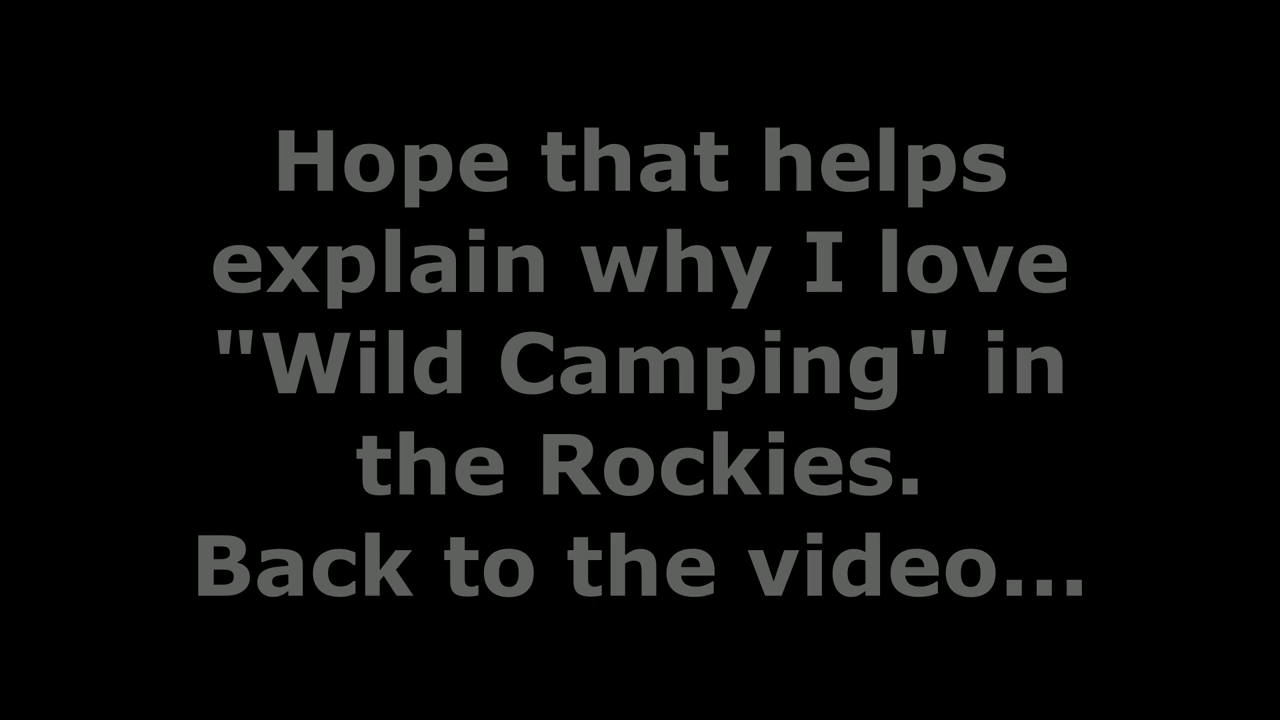 Hope that helps
explain why I love
"Wild Camping" in
the Rockies.
Back to the video...